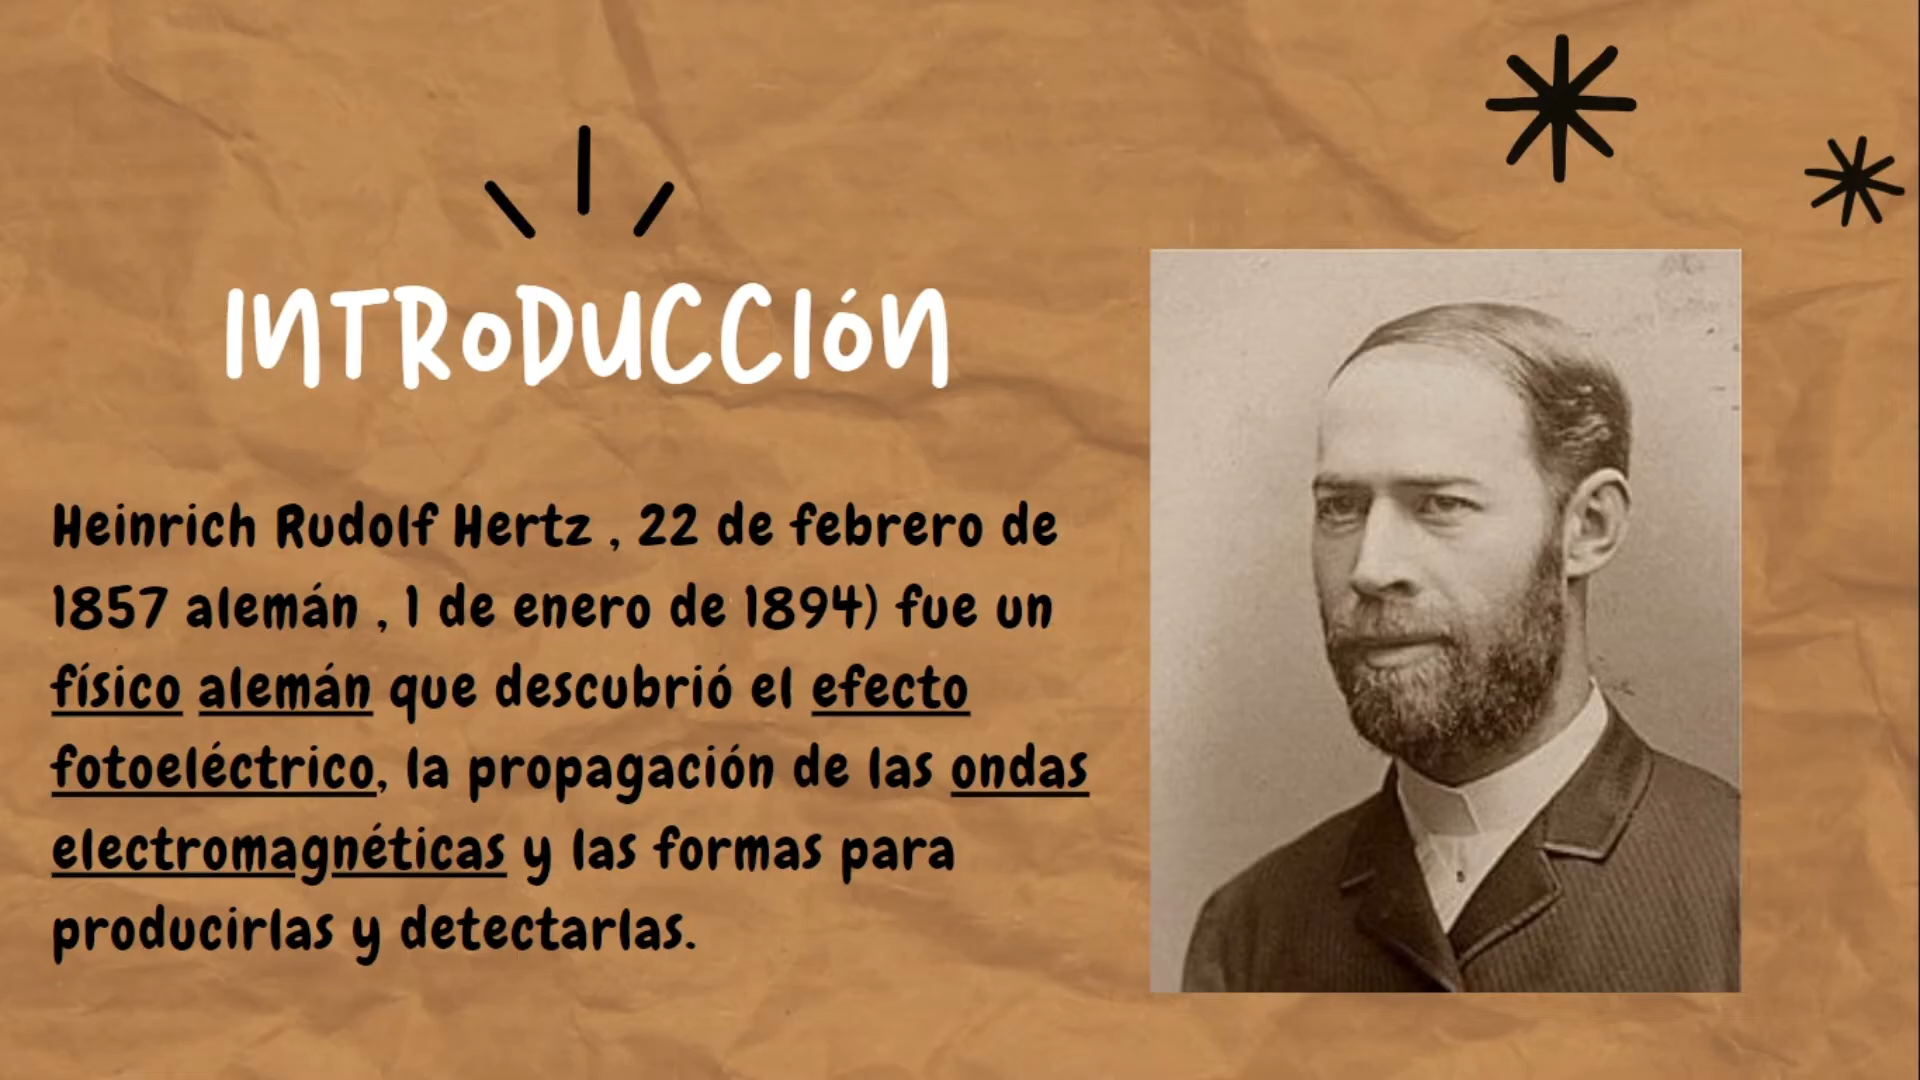 INTRODUCCIÓN
Heinrich Rudolf Hertz , 22 de febrero de
1857 alemán , 1 de enero de 1894) fue un
físico alemán que descubrió el efecto
fotoeléctrico, la propagación de las ondas
electromagnéticas y las formas para
producirlas y detectarlas.